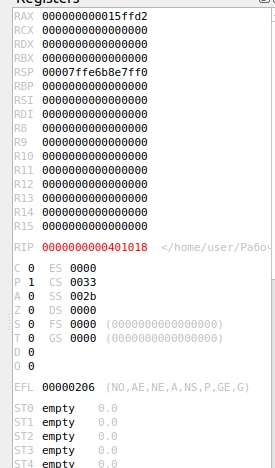 Registers
RAX 000000000015ffd2
RCX 0000000000000000
RDX 0000000000000000
RBX 0000000000000000
RSP 00007ffe6b8e7ff0
RBP 0000000000000000
RSI 0000000000000000
RDI 0000000000000000
R8 0000000000000000
R9 0000000000000000
R10 0000000000000000
R11 0000000000000000
R12 0000000000000000
R13 0000000000000000
R14 0000000000000000
R15 0000000000000000
RIP 0000000000401018 </home/user/Рабоч
C 0 ES 0000
P 1 CS 0033
A 0 SS 002b
Z 0 DS 0000
S 0 FS 0000 (0000000000000000)
T 0 GS 0000 (0000000000000000)
D 0
O 0
EFL 00000206 (NO,AE,NE,A,NS,P,GE,G)
ST0 empty 0.0
ST1 empty 0.0
ST2 empty 0.0
ST3 empty 0.0
ST4 empty 0.0